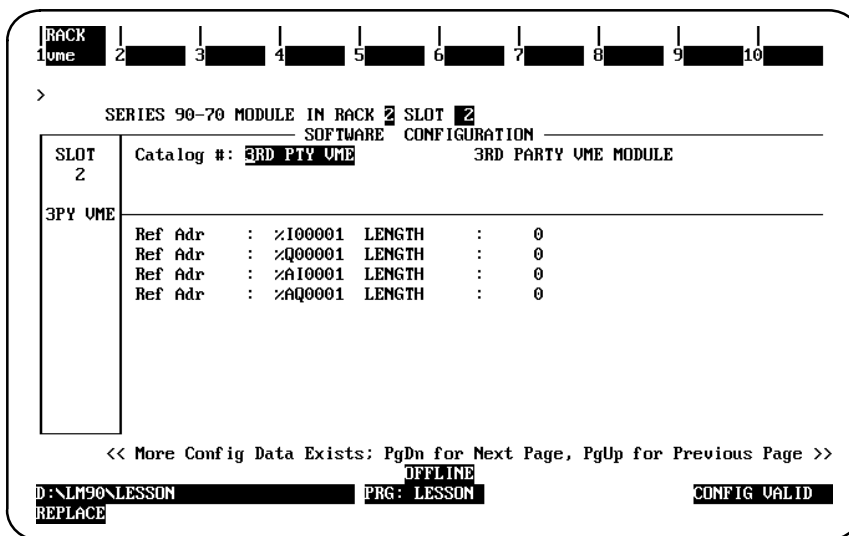 RACK
1vme 2 3 4 5 6 7 8 9 10
>
SERIES 90-70 MODULE IN RACK 2 SLOT 2
SOFTWARE CONFIGURATION
SLOT 2
Catalog #: 3RD PTY VME 3RD PARTY VME MODULE
3PY VME
Ref Adr : %I00001 LENGTH : 0
Ref Adr : %Q00001 LENGTH : 0
Ref Adr : %AI0001 LENGTH : 0
Ref Adr : %AQ0001 LENGTH : 0
<< More Config Data Exists; PgDn for Next Page, PgUp for Previous Page >>
OFFLINE
D:\LM90\LESSON PRG: LESSON CONFIG VALID
REPLACE